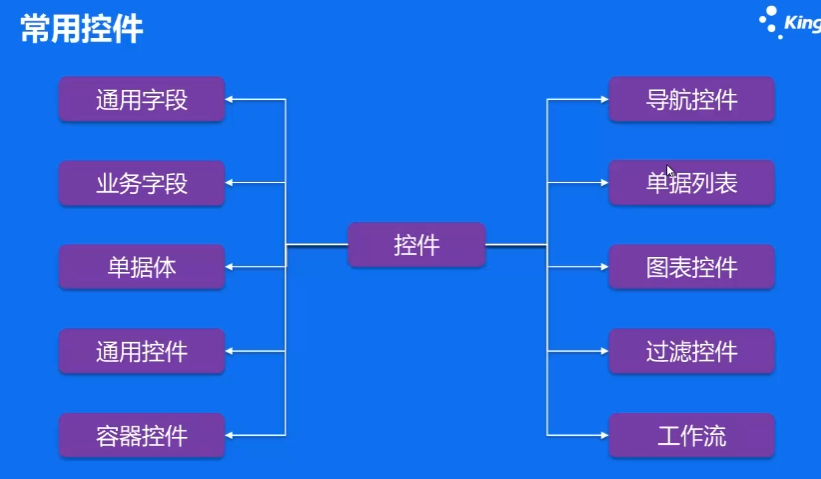 常用控件
King
通用字段
业务字段
单据体
通用控件
容器控件
控件
导航控件
单据列表
图表控件
过滤控件
工作流